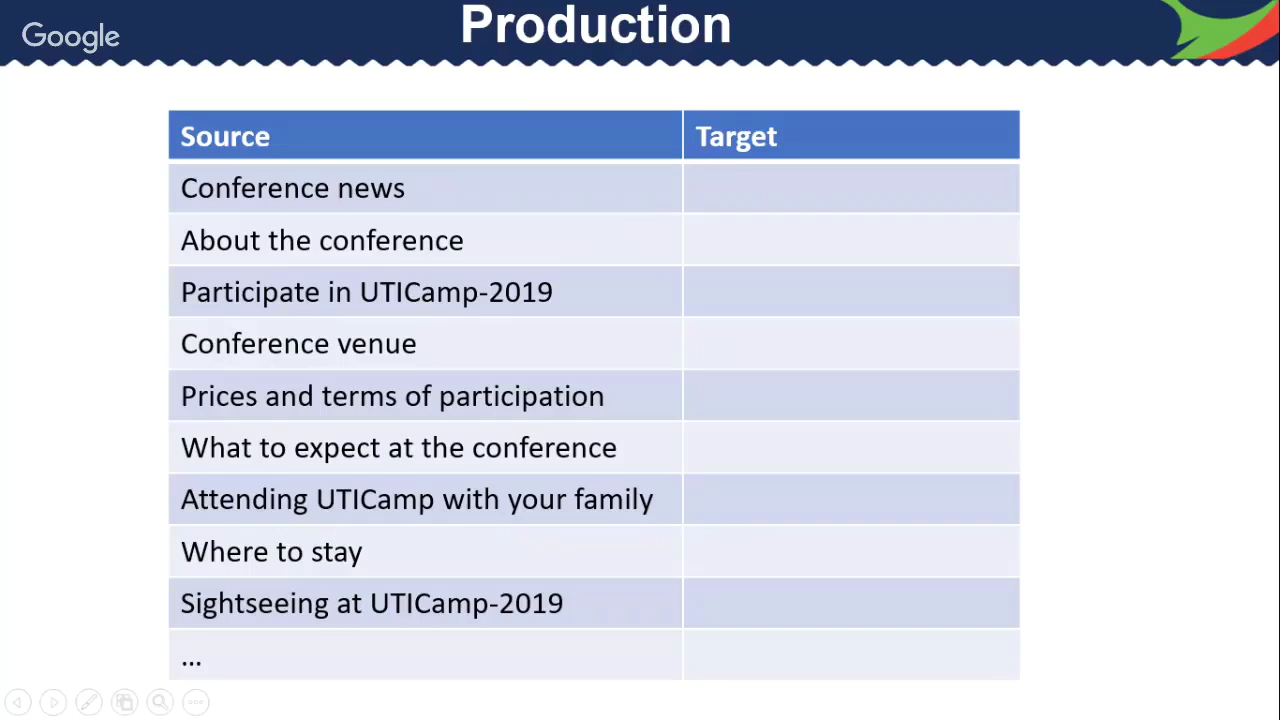 Google
Production
Source Target
Conference news
About the conference
Participate in UTICamp-2019
Conference venue
Prices and terms of participation
What to expect at the conference
Attending UTICamp with your family
Where to stay
Sightseeing at UTICamp-2019
...